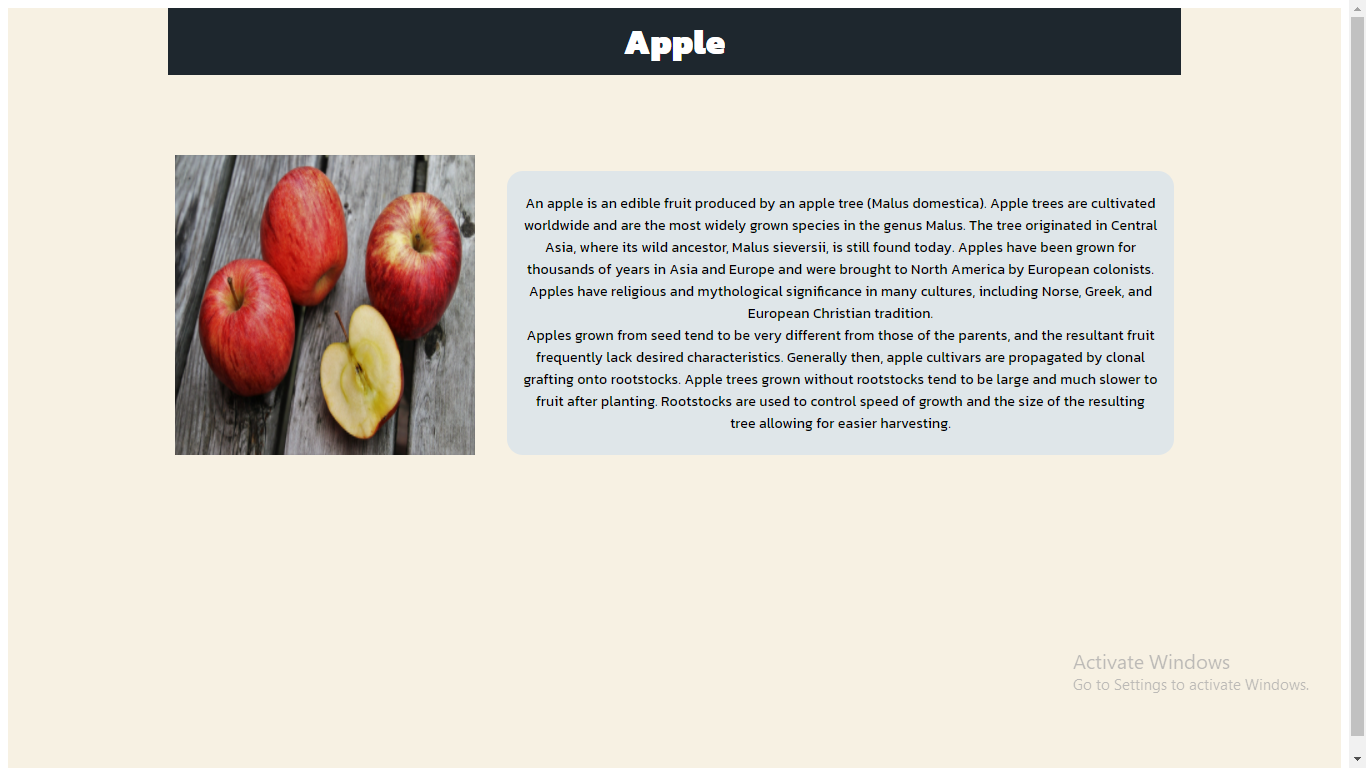 Apple
An apple is an edible fruit produced by an apple tree (Malus domestica). Apple trees are cultivated
worldwide and are the most widely grown species in the genus Malus. The tree originated in Central
Asia, where its wild ancestor, Malus sieversii, is still found today. Apples have been grown for
thousands of years in Asia and Europe and were brought to North America by European colonists.
Apples have religious and mythological significance in many cultures, including Norse, Greek, and
European Christian tradition.
Apples grown from seed tend to be very different from those of the parents, and the resultant fruit
frequently lack desired characteristics. Generally then, apple cultivars are propagated by clonal
grafting onto rootstocks. Apple trees grown without rootstocks tend to be large and much slower to
fruit after planting. Rootstocks are used to control speed of growth and the size of the resulting
tree allowing for easier harvesting.
Activate Windows
Go to Settings to activate Windows.